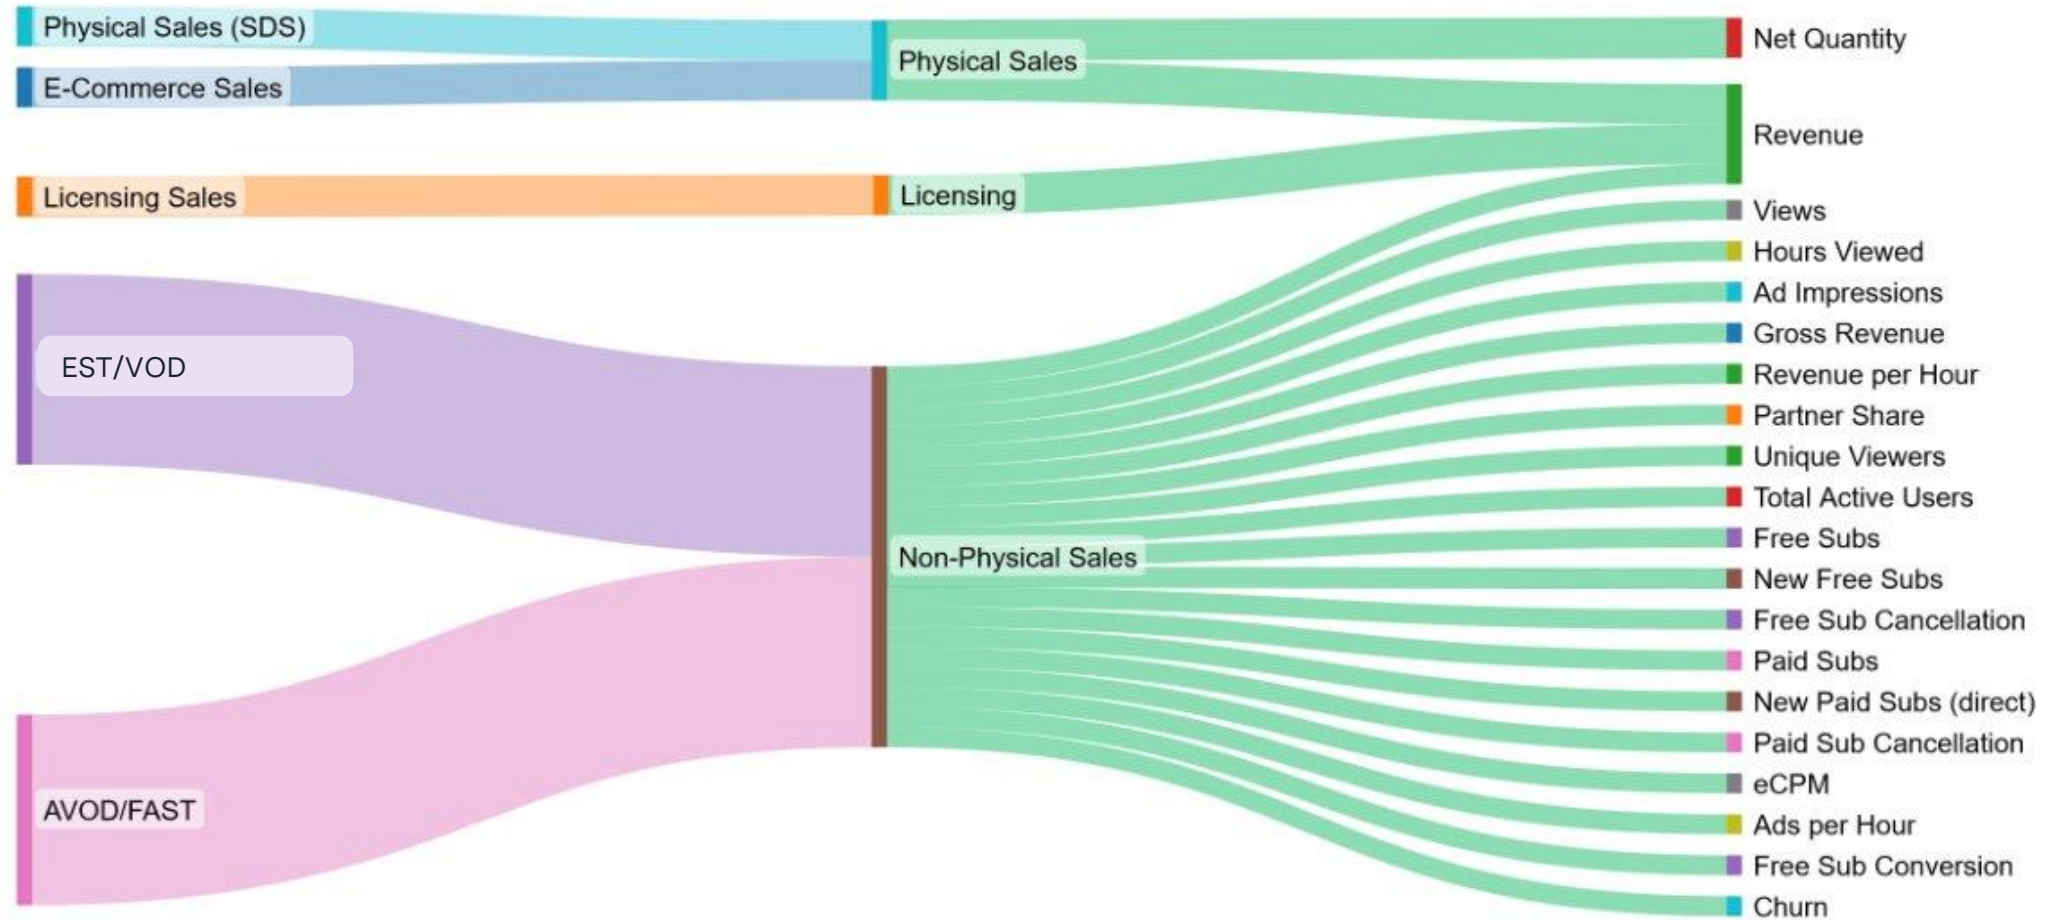 Physical Sales (SDS)
E-Commerce Sales
Licensing Sales
EST/VOD
AVOD/FAST
Physical Sales
Licensing
Non-Physical Sales
Net Quantity
Revenue
Views
Hours Viewed
Ad Impressions
Gross Revenue
Revenue per Hour
Partner Share
Unique Viewers
Total Active Users
Free Subs
New Free Subs
Free Sub Cancellation
Paid Subs
New Paid Subs (direct)
Paid Sub Cancellation
eCPM
Ads per Hour
Free Sub Conversion
Churn